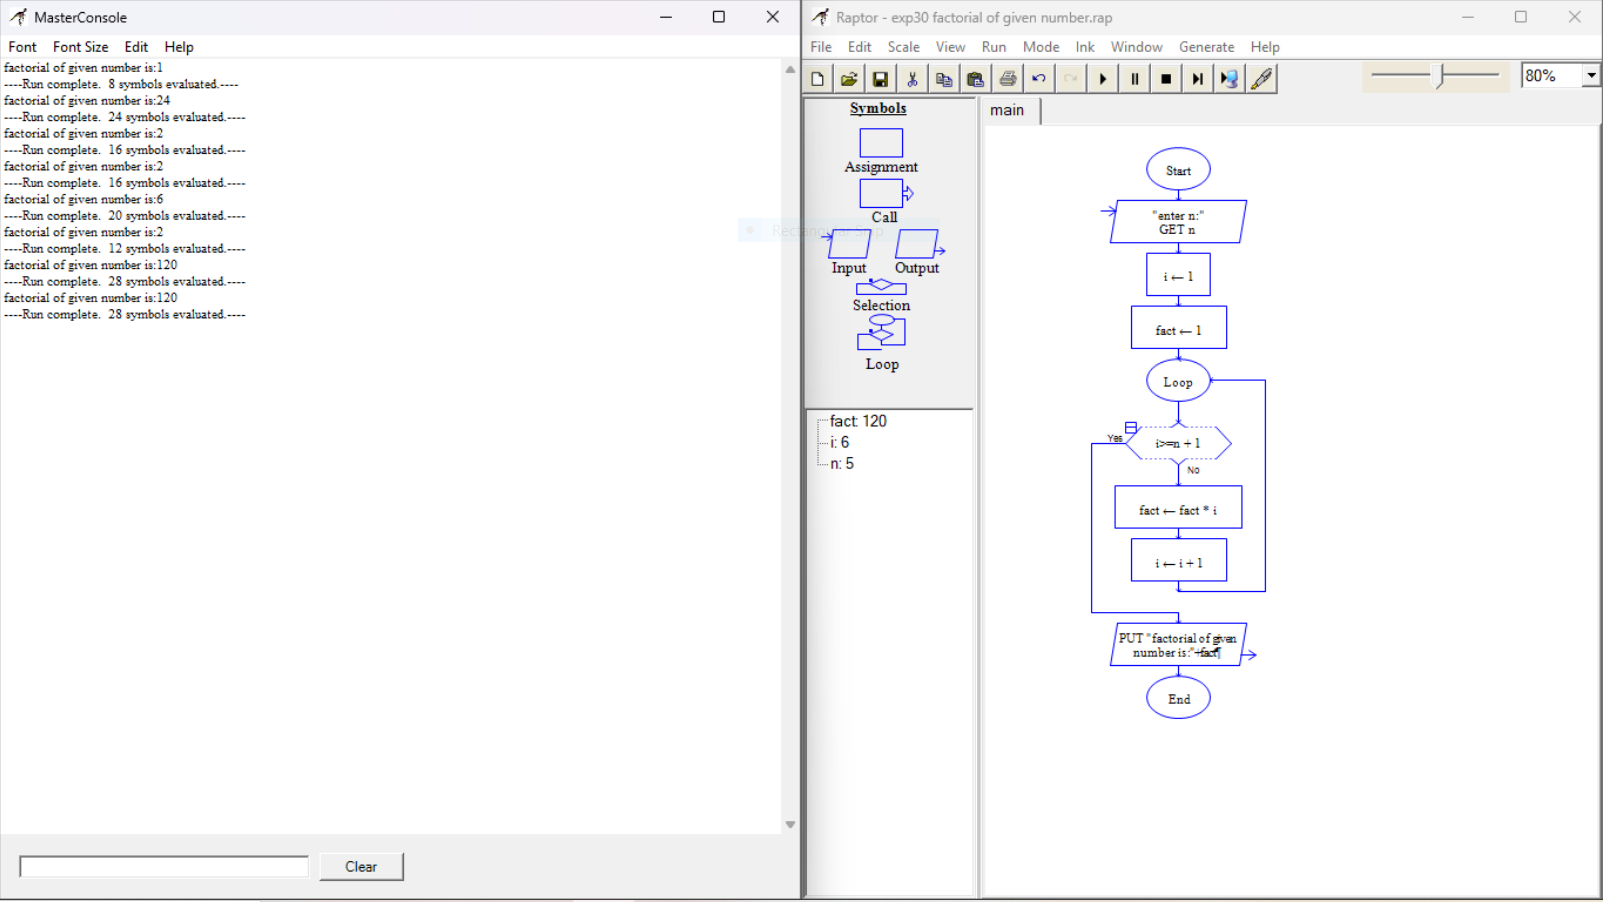 MasterConsole
Font Font Size Edit Help
factorial of given number is:1
----Run complete.  8 symbols evaluated.----
factorial of given number is:24
----Run complete.  24 symbols evaluated.----
factorial of given number is:2
----Run complete.  16 symbols evaluated.----
factorial of given number is:2
----Run complete.  16 symbols evaluated.----
factorial of given number is:6
----Run complete.  20 symbols evaluated.----
factorial of given number is:2
----Run complete.  12 symbols evaluated.----
factorial of given number is:120
----Run complete.  28 symbols evaluated.----
factorial of given number is:120
----Run complete.  28 symbols evaluated.----
Clear
Raptor - exp30 factorial of given number.rap
File Edit Scale View Run Mode Ink Window Generate Help
80%
Symbols
Assignment
Call
Rectangular Snip
Input Output
Selection
Loop
fact: 120
i: 6
n: 5
main
Start
"enter n:"
GET n
i ← 1
fact ← 1
Loop
Yes
i>=n + 1
No
fact ← fact * i
i ← i + 1
PUT "factorial of given
number is:"+fact¶
End